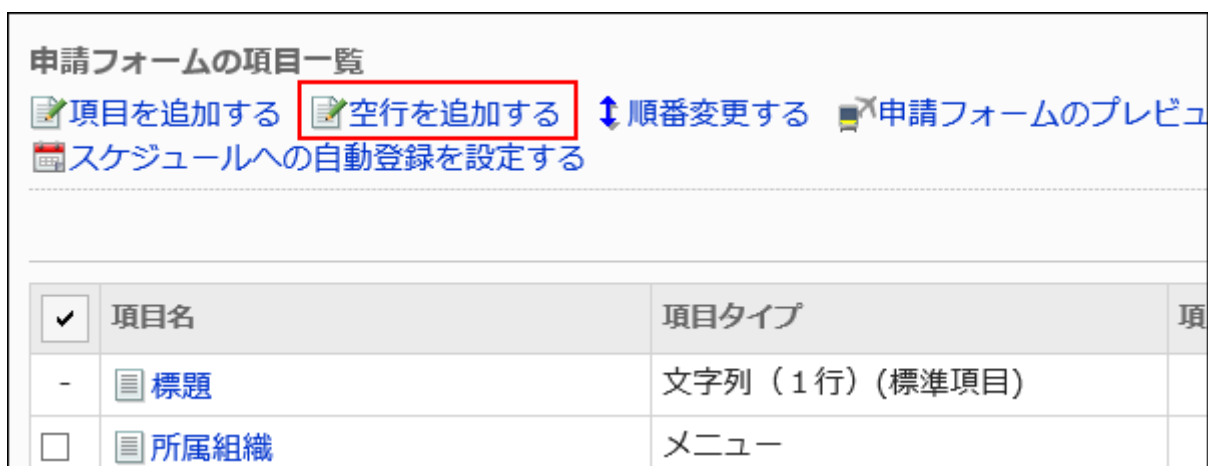 申請フォームの項目一覧
項目を追加する 空行を追加する 順番変更する 申請フォームのプレビュ
スケジュールへの自動登録を設定する
項目名 項目タイプ 項
- 標題 文字列（１行）(標準項目)
所属組織 メニュー